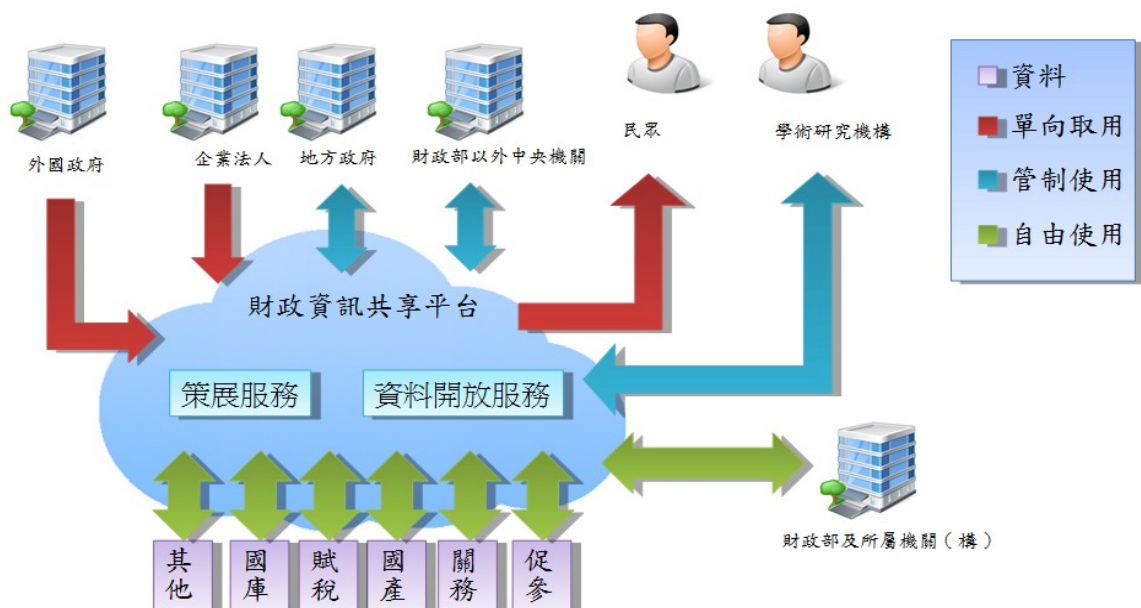 外國政府
企業法人
地方政府
財政部以外中央機關
民眾
學術研究機構
資料
單向取用
管制使用
自由使用
財政資訊共享平台
策展服務
資料開放服務
財政部及所屬機關（構）
其他
國庫
賦稅
國產
關務
促參